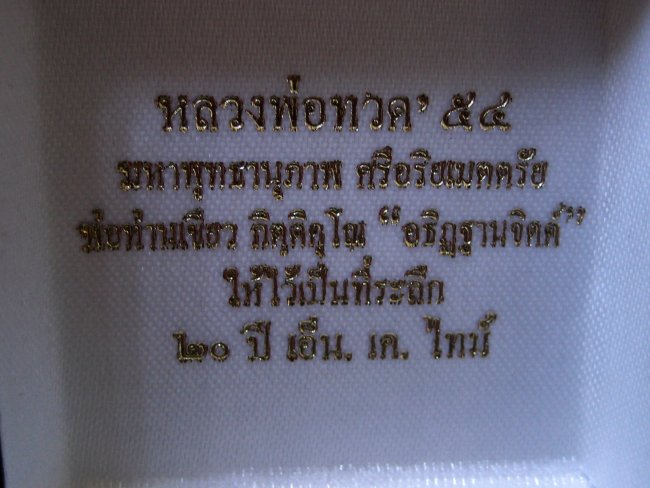 หลวงพ่อทวด’ ๕๔
มหาพุทธานุภาพ ศรีอริยเมตตรัย
พ่อท่านเขียว กิตฺติคุโณ “อธิฏฐานจิตต์”
ให้ไว้เป็นที่ระลึก
๒๐ ปี เอ็น. เค. ไทม์